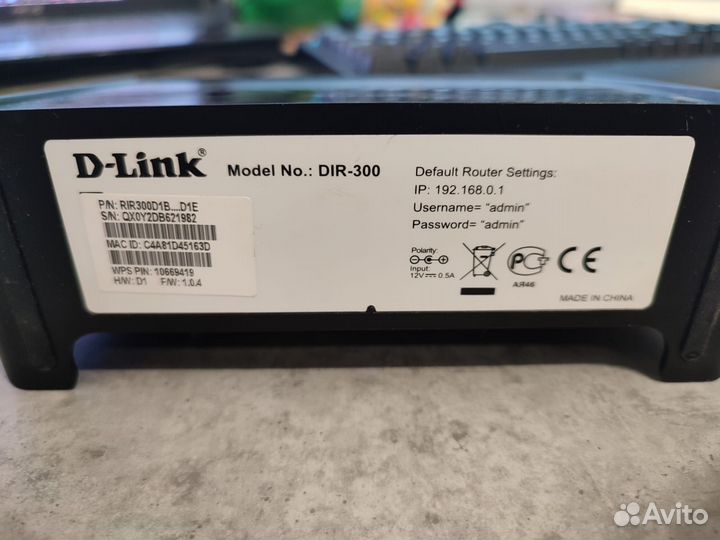 D-Link®
Model No.: DIR-300
P/N: RIR300D1B....D1E
S/N: QX0Y2DB621982
MAC ID: C4A81D45163D
WPS PIN: 10669419
H/W: D1 F/W: 1.0.4
Default Router Settings:
IP: 192.168.0.1
Username= "admin"
Password= "admin"
Polarity:
Input:
12V⎓0.5A
РС
АЯ46
CE
MADE IN CHINA
Avito